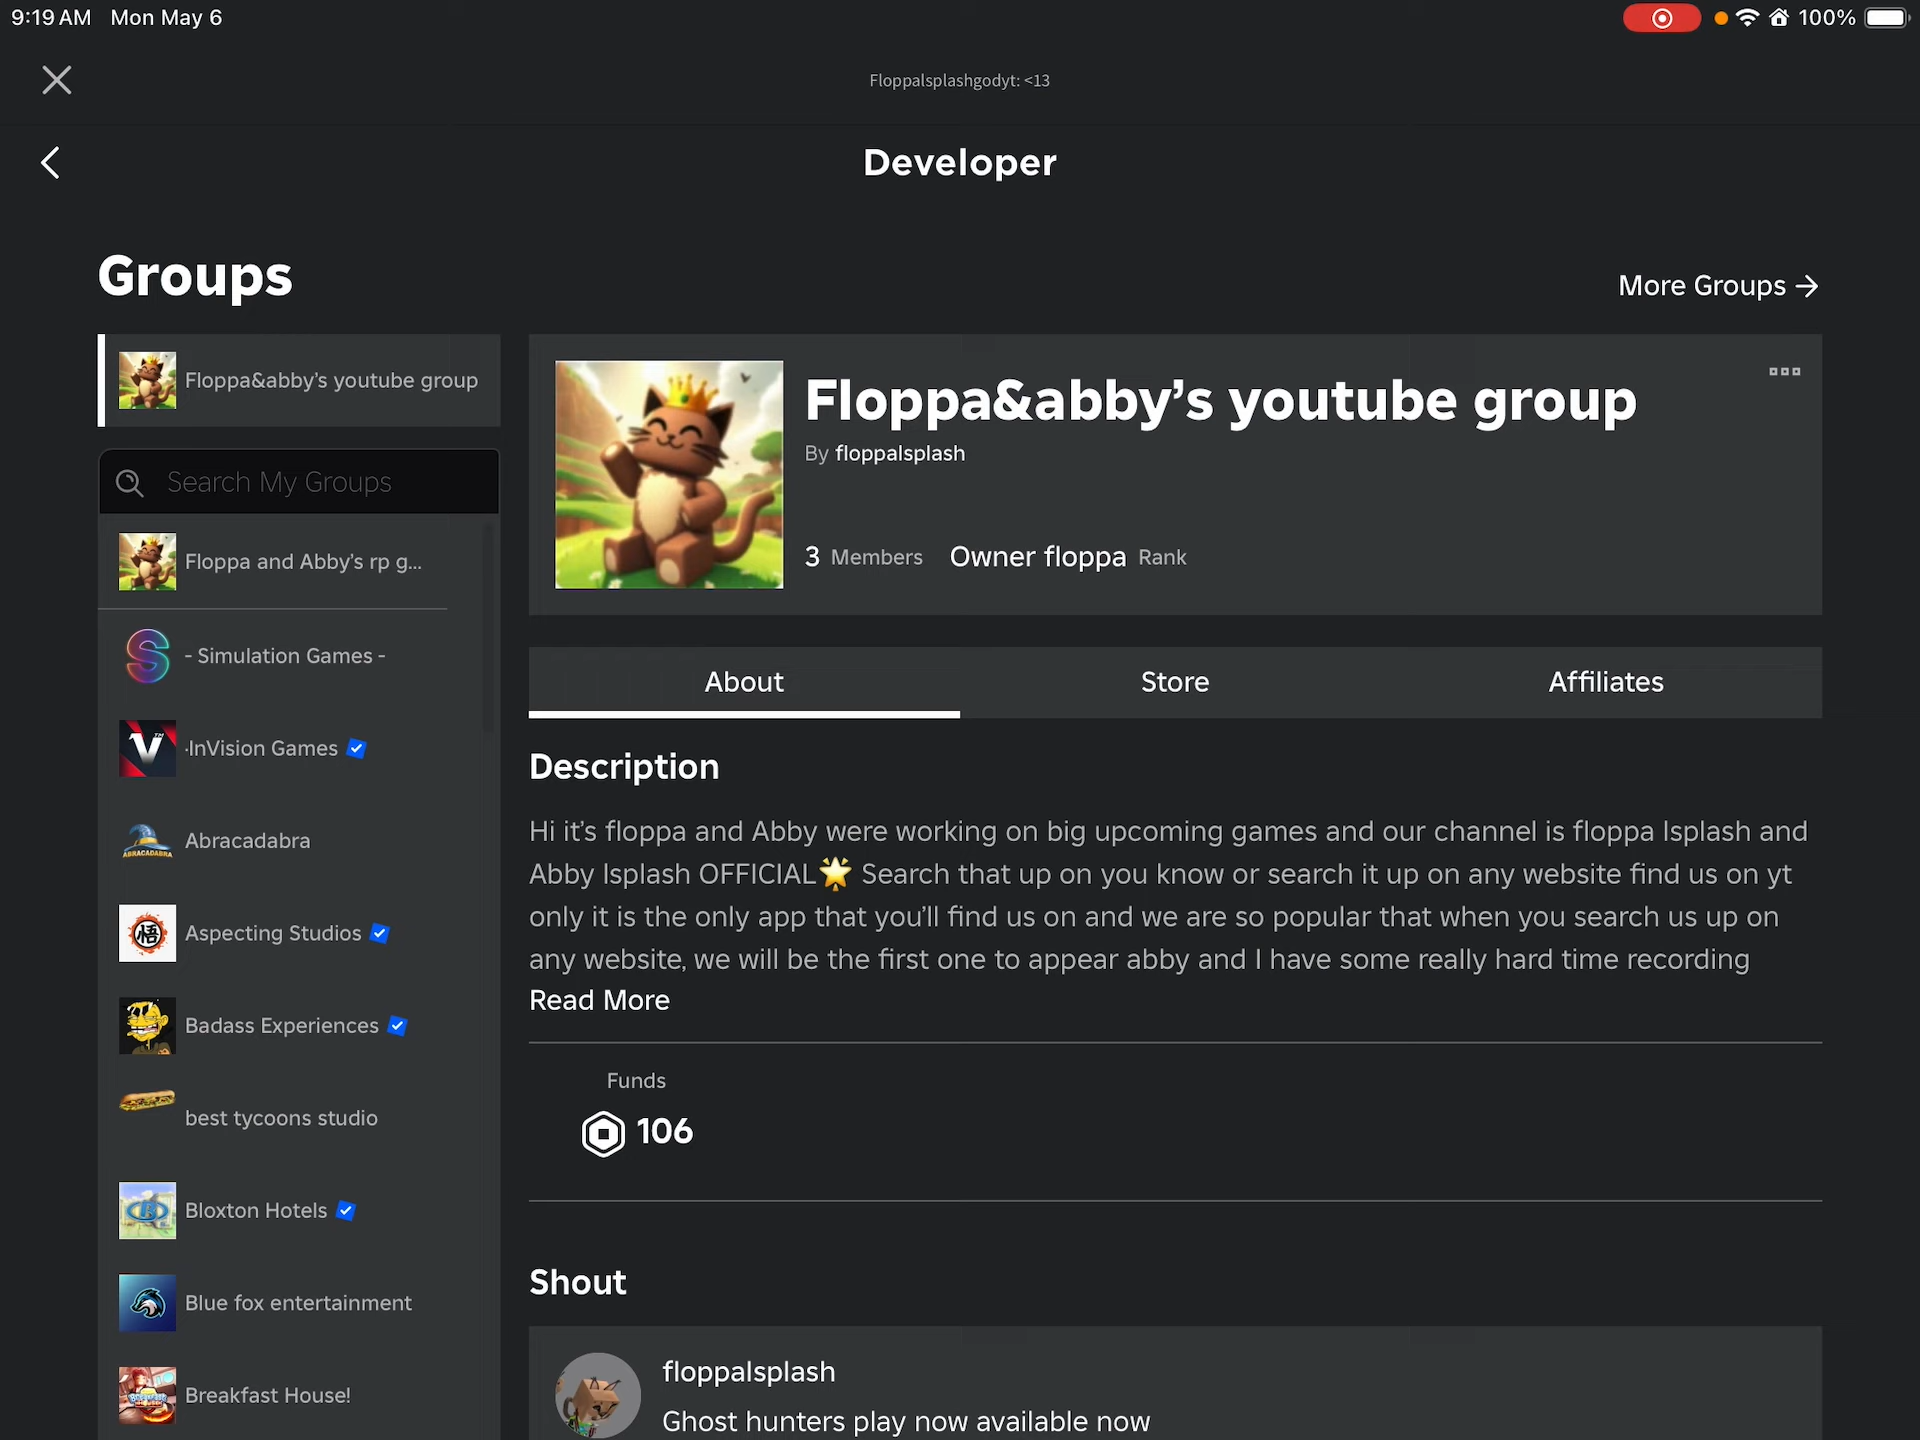 9:19 AM Mon May 6
100%
Floppalsplashgodyt: <13
Developer
Groups
More Groups
Floppa&abby's youtube group
Search My Groups
Floppa and Abby's rp g...
- Simulation Games -
·InVision Games
Abracadabra
Aspecting Studios
Badass Experiences
best tycoons studio
Bloxton Hotels
Blue fox entertainment
Breakfast House!
Floppa&abby's youtube group
By floppalsplash
3 Members Owner floppa Rank
About Store Affiliates
Description
Hi it's floppa and Abby were working on big upcoming games and our channel is floppa lsplash and
Abby lsplash OFFICIAL🌟 Search that up on you know or search it up on any website find us on yt
only it is the only app that you'll find us on and we are so popular that when you search us up on
any website, we will be the first one to appear abby and I have some really hard time recording
Read More
Funds
106
Shout
floppalsplash
Ghost hunters play now available now